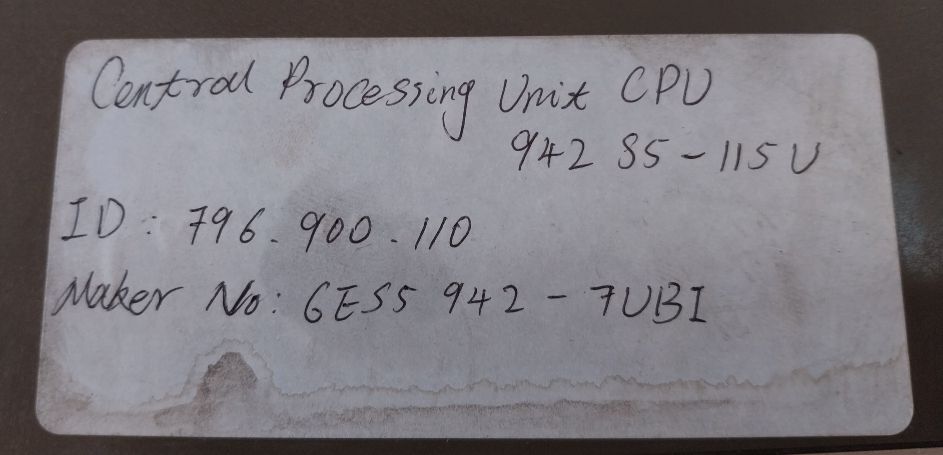 Central Processing Unit CPU
942 S5-115U
ID: 796.900.110
Maker No: 6ES5 942-7UB1